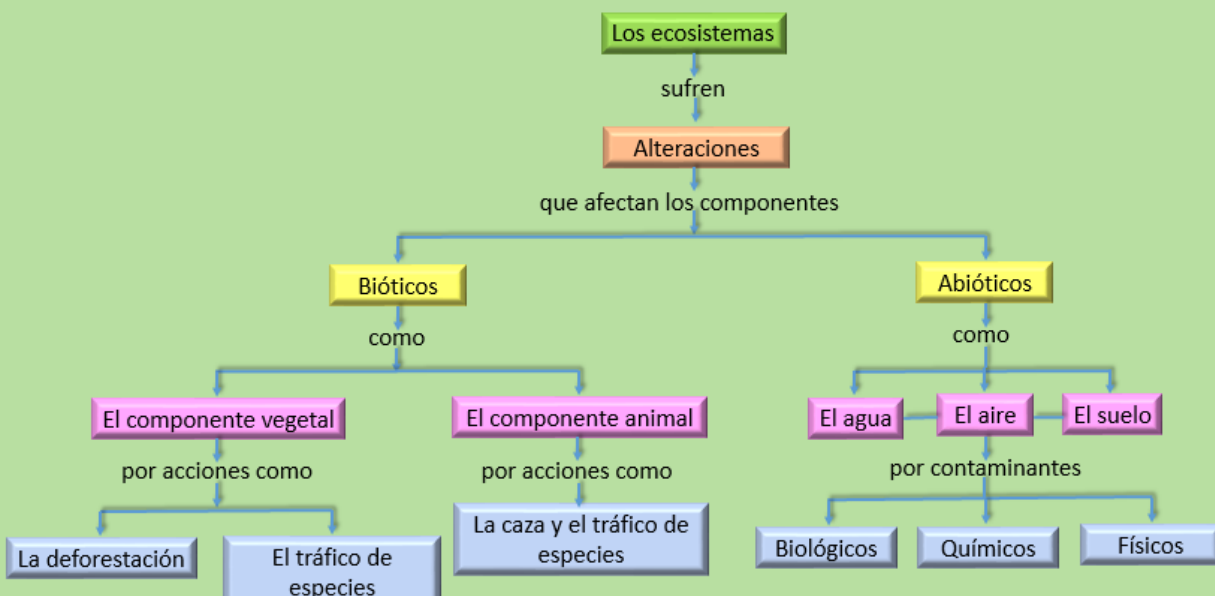 Los ecosistemas
sufren
Alteraciones
que afectan los componentes
Bióticos
Abióticos
como
como
El componente vegetal
El componente animal
El agua
El aire
El suelo
por acciones como
por acciones como
por contaminantes
La deforestación
El tráfico de
especies
La caza y el tráfico de
especies
Biológicos
Químicos
Físicos